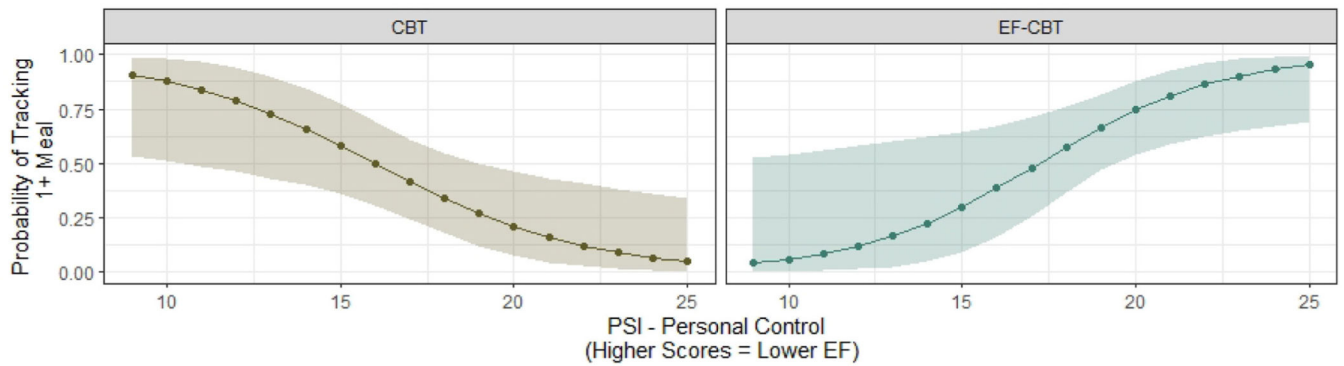 CBT
EF-CBT
Probability of Tracking
1+ Meal
1.00
0.75
0.50
0.25
0.00
10
15
20
25
10
15
20
25
PSI - Personal Control
(Higher Scores = Lower EF)